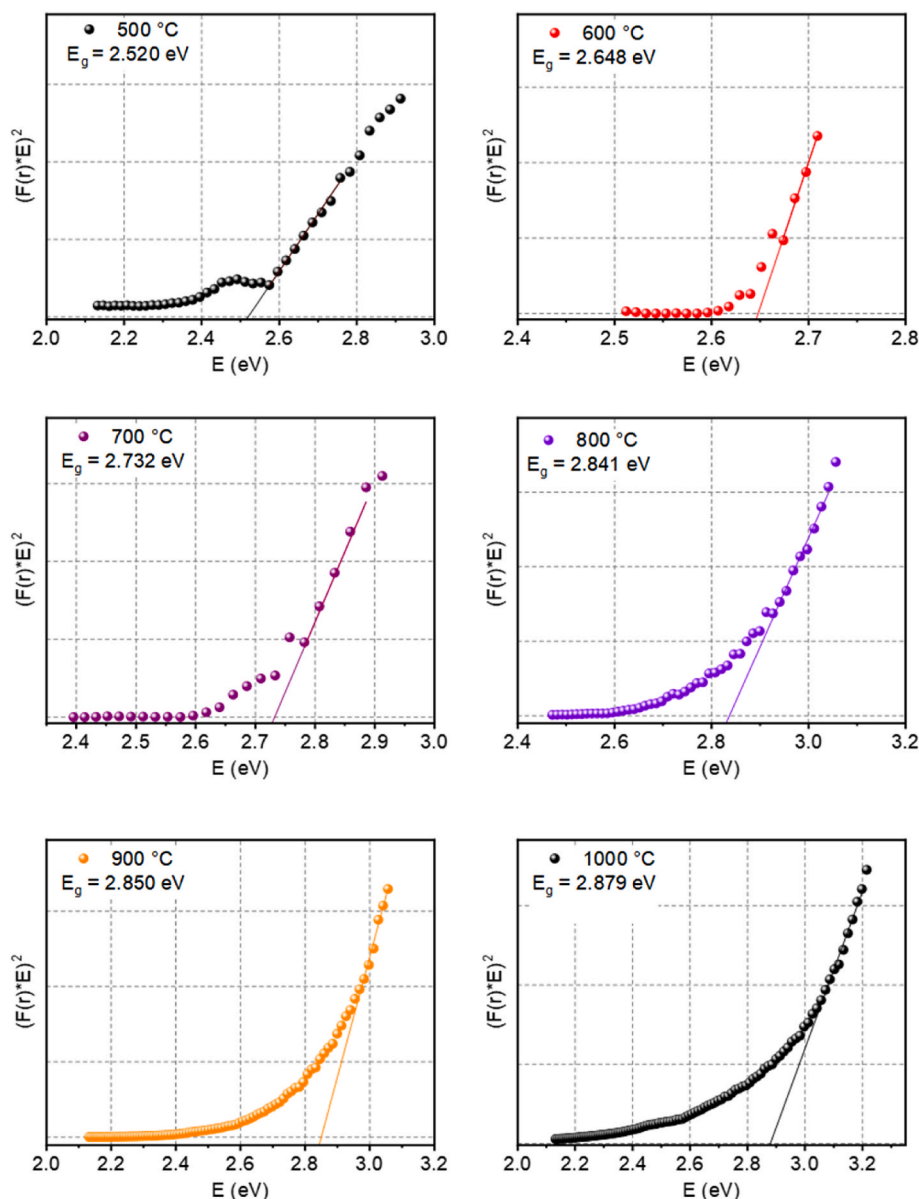 500 °C
E_g = 2.520 eV
(F(r)*E)²
2.0 2.2 2.4 2.6 2.8 3.0
E (eV)
600 °C
E_g = 2.648 eV
(F(r)*E)²
2.4 2.5 2.6 2.7 2.8
E (eV)
700 °C
E_g = 2.732 eV
(F(r)*E)²
2.4 2.5 2.6 2.7 2.8 2.9 3.0
E (eV)
800 °C
E_g = 2.841 eV
(F(r)*E)²
2.4 2.6 2.8 3.0 3.2
E (eV)
900 °C
E_g = 2.850 eV
(F(r)*E)²
2.0 2.2 2.4 2.6 2.8 3.0 3.2
E (eV)
1000 °C
E_g = 2.879 eV
(F(r)*E)²
2.0 2.2 2.4 2.6 2.8 3.0 3.2
E (eV)